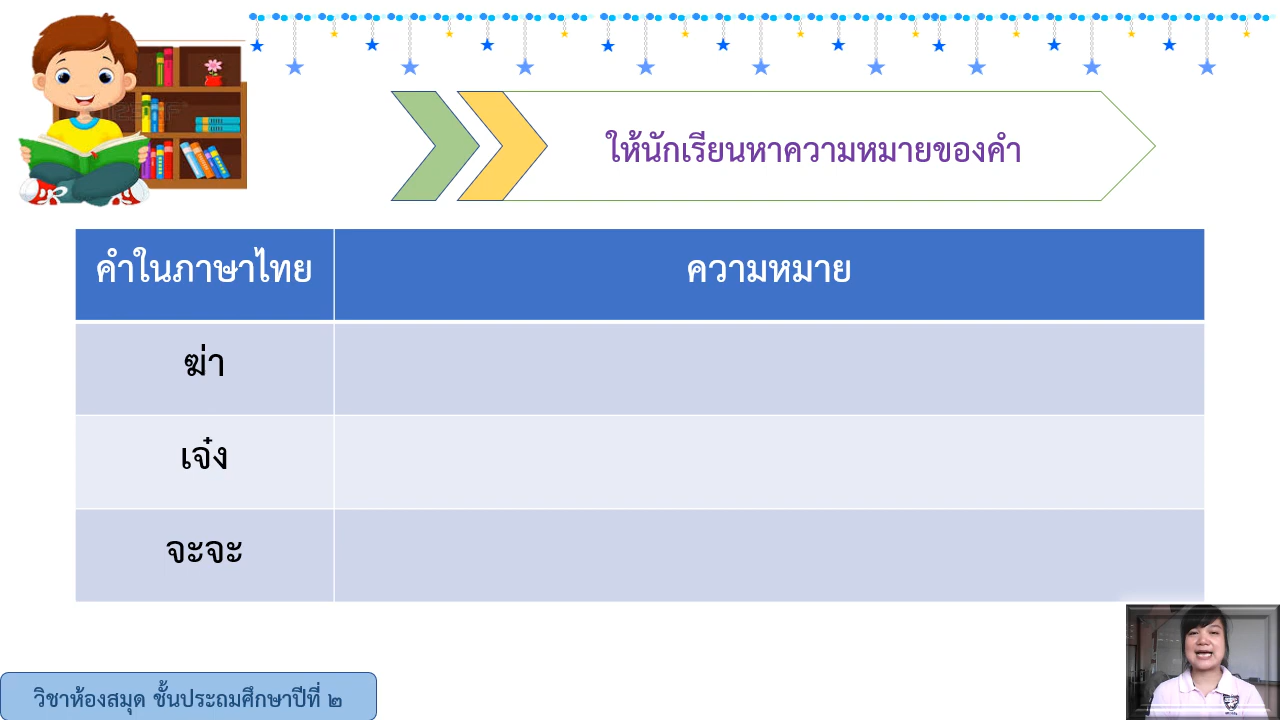 ให้นักเรียนหาความหมายของคำ
คำในภาษาไทย ความหมาย
ฆ่า
เจ๋ง
จะจะ
วิชาห้องสมุด ชั้นประถมศึกษาปีที่ ๒